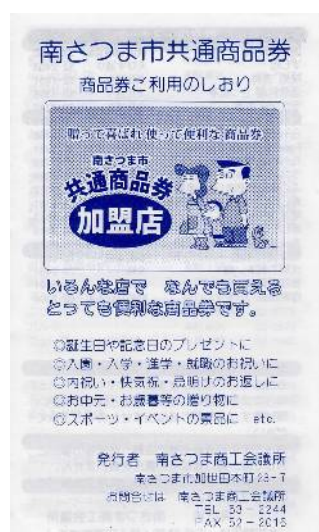 南さつま市共通商品券
商品券ご利用のしおり
贈って喜ばれ 使って便利な 商品券
南さつま市
共通商品券
加盟店
いろんな店で なんでも買える
とっても便利な商品券です。
◎誕生日や記念日のプレゼントに
◎入園・入学・進学・就職のお祝いに
◎内祝い・快気祝・忌明けのお返しに
◎お中元・お歳暮等の贈り物に
◎スポーツ・イベントの景品に etc.
発行者 南さつま商工会議所
南さつま市加世田本町23-7
お問合せは 南さつま商工会議所
TEL 53-2244
FAX 52-2016